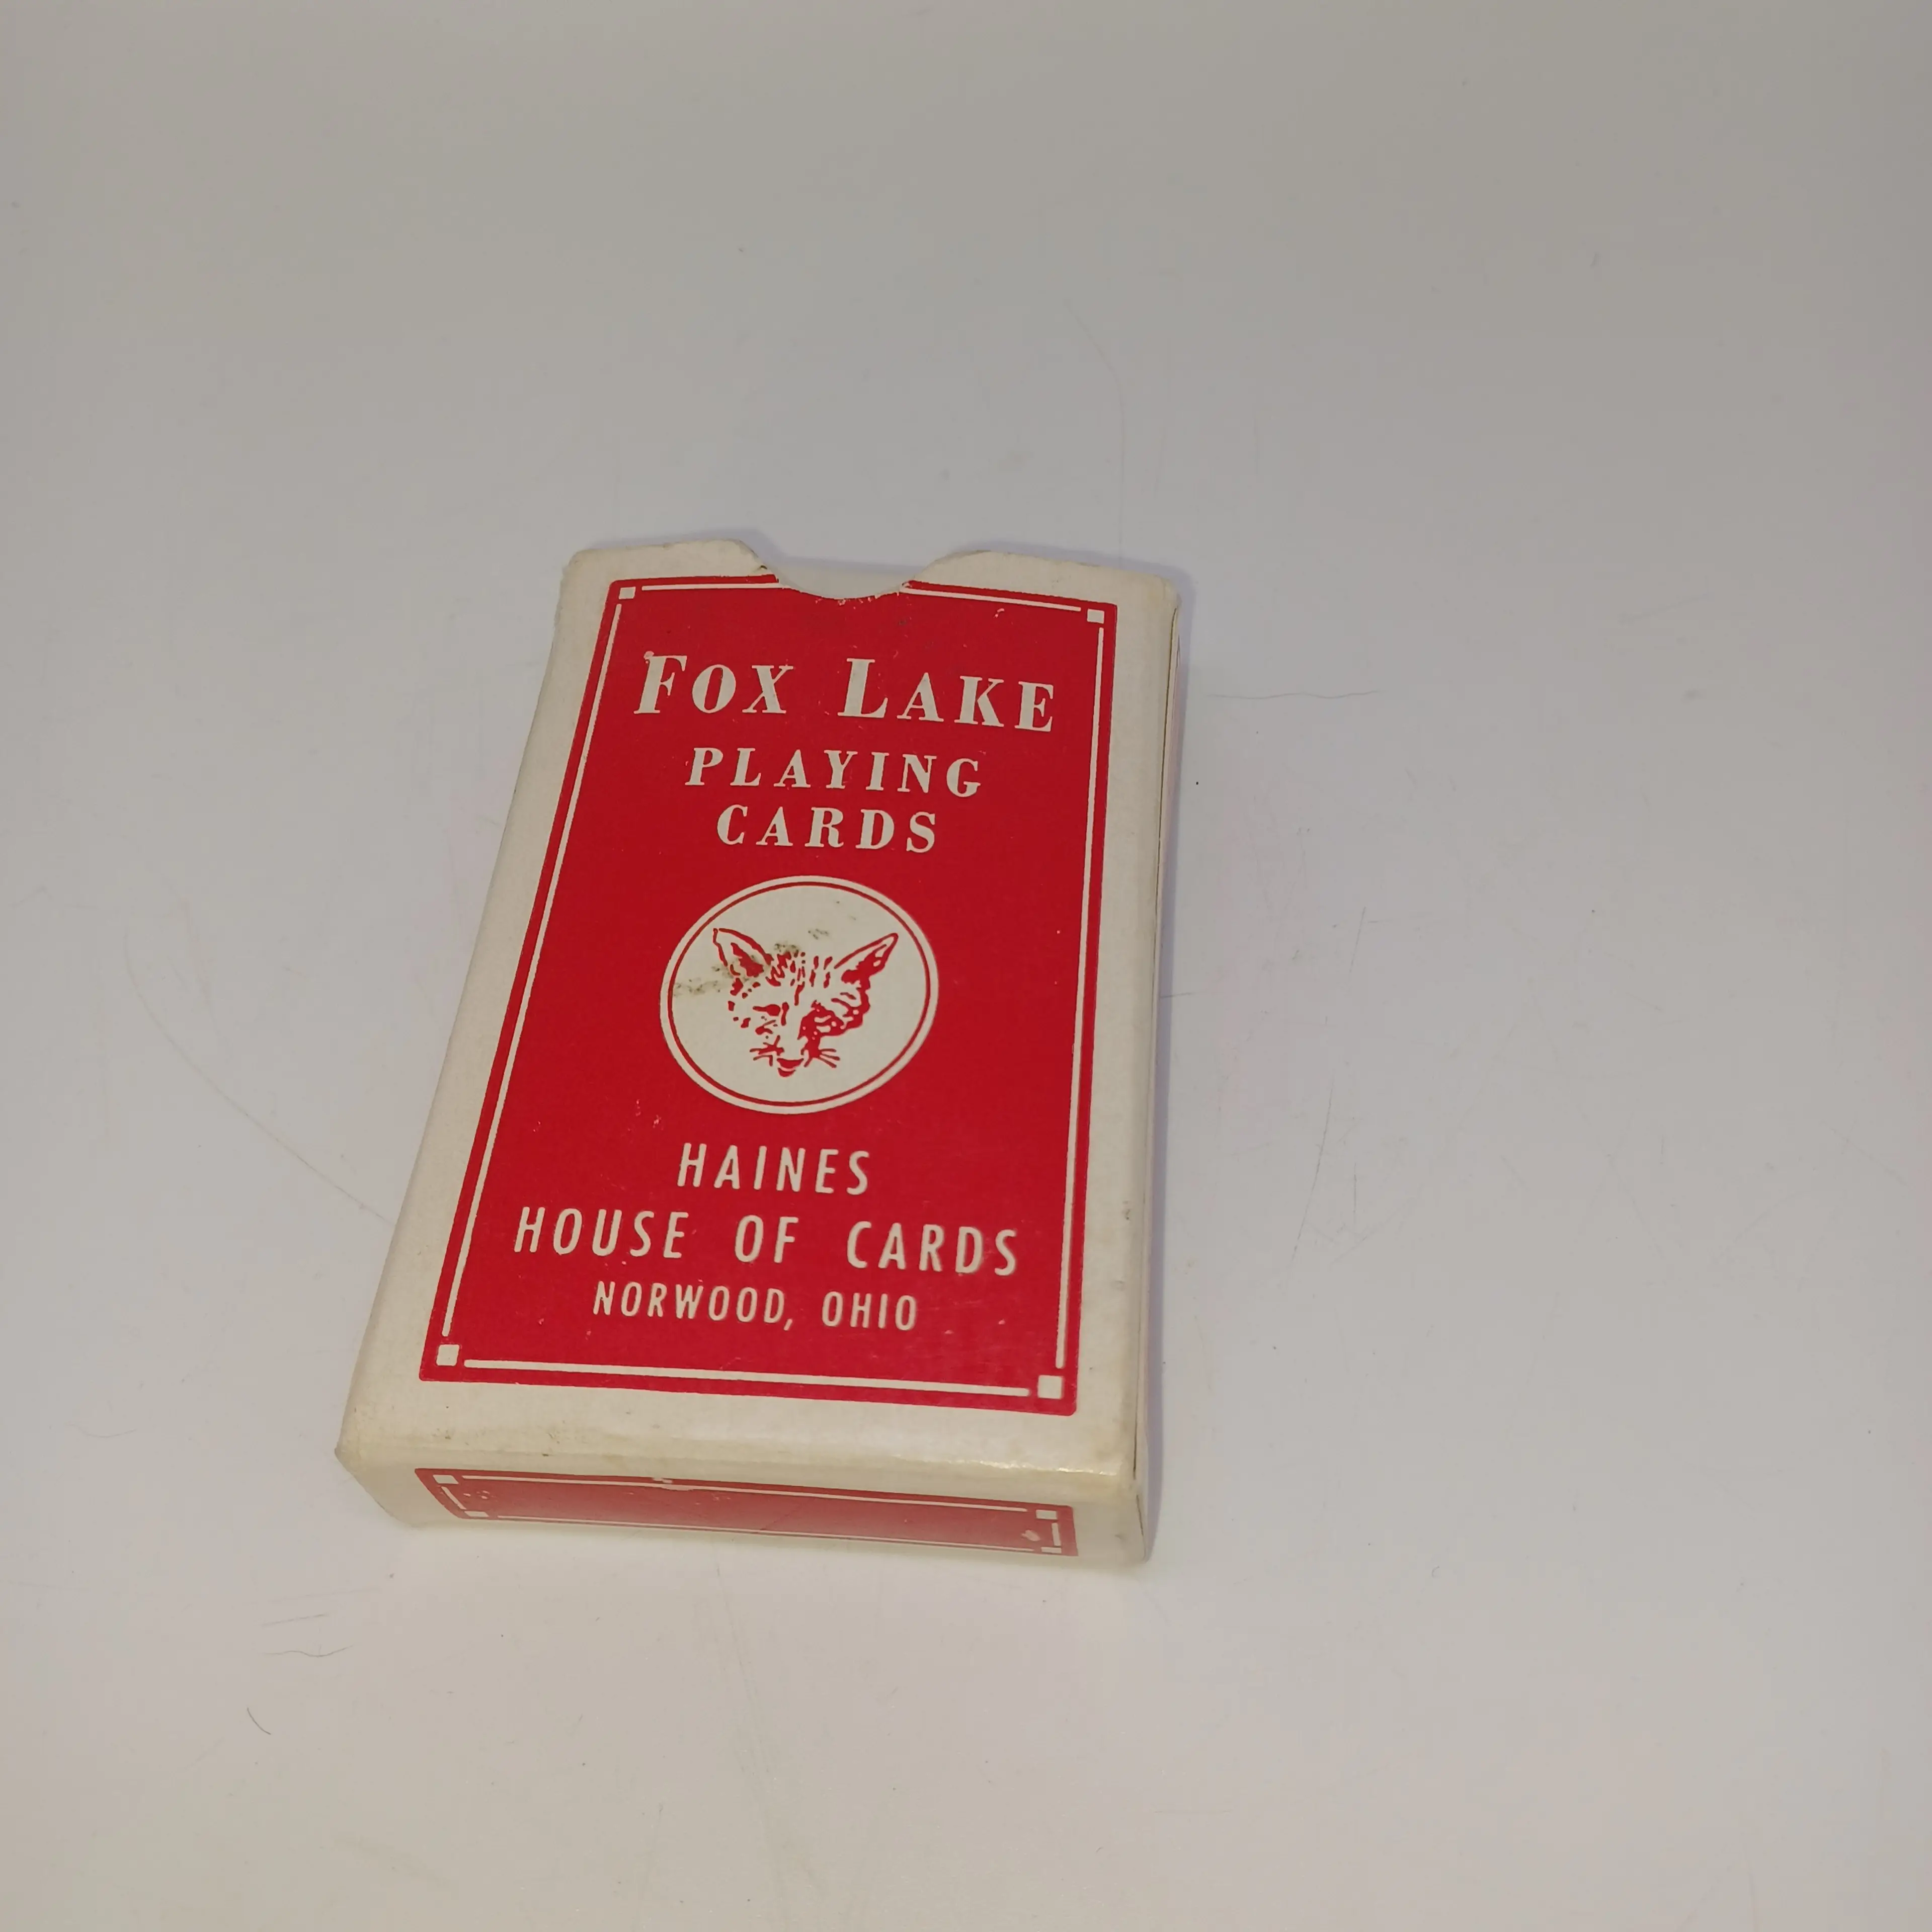 FOX LAKE
PLAYING
CARDS
HAINES
HOUSE OF CARDS
NORWOOD, OHIO